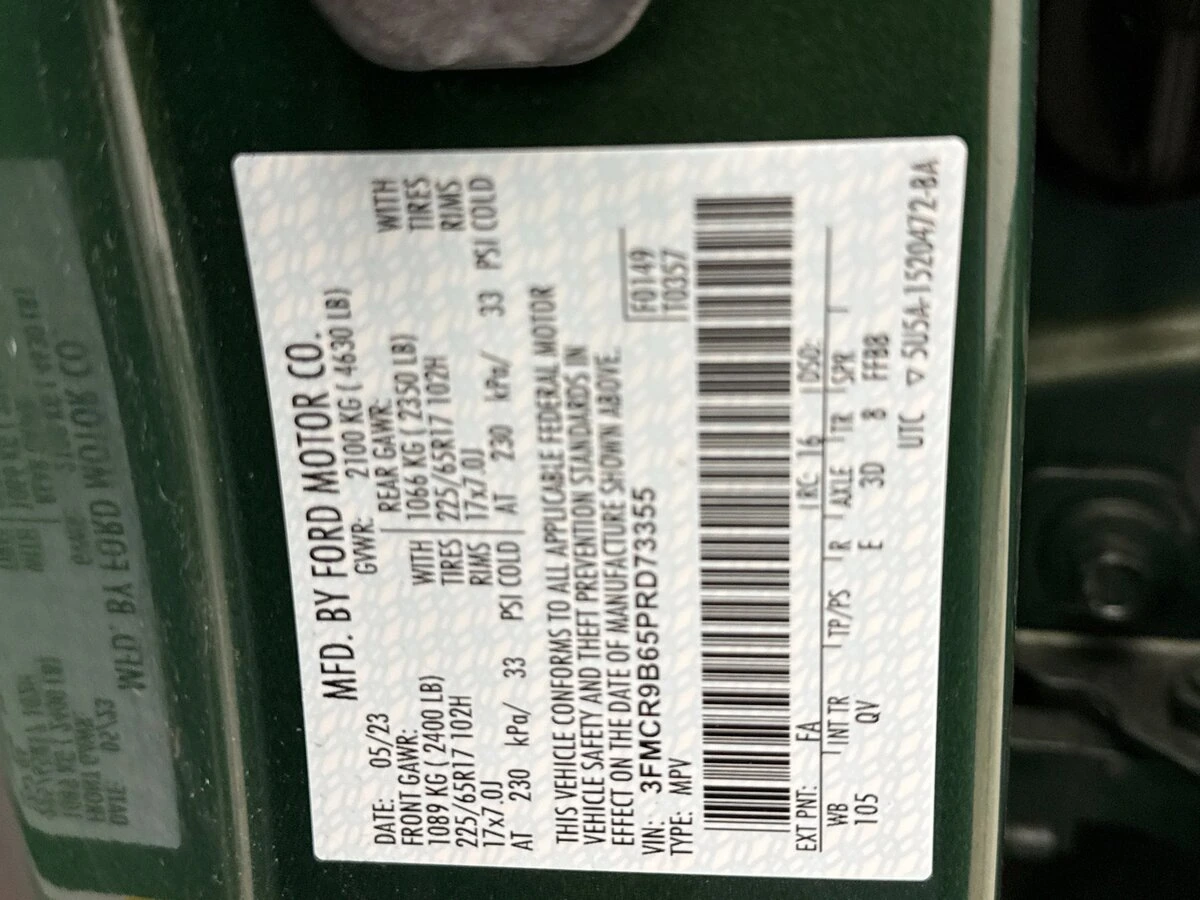 MFD. BY FORD MOTOR CO.
DATE: 05/23 GVWR: 2100 KG ( 4630 LB)
FRONT GAWR: REAR GAWR:
1089 KG ( 2400 LB) WITH 1066 KG ( 2350 LB) WITH
225/65R17 102H TIRES 225/65R17 102H TIRES
17x7.0J RIMS 17x7.0J RIMS
AT 230 kPa/ 33 PSI COLD AT 230 kPa/ 33 PSI COLD
THIS VEHICLE CONFORMS TO ALL APPLICABLE FEDERAL MOTOR
VEHICLE SAFETY AND THEFT PREVENTION STANDARDS IN
EFFECT ON THE DATE OF MANUFACTURE SHOWN ABOVE.
VIN: 3FMCR9B65PRD73355 F0149
TYPE: MPV T0357
EXT PNT: FA RC: 16 DSO:
WB INT TR TP/PS R AXLE TR SPR
105 QV E 3D 8 FFBB
UTC ▽ 5U5A-1520472-BA